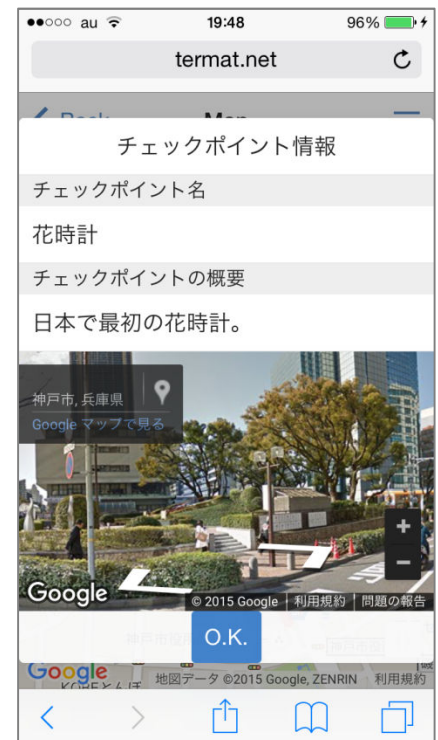 au 19:48 96%
termat.net
Back Map
チェックポイント情報
チェックポイント名
花時計
チェックポイントの概要
日本で最初の花時計。
神戸市, 兵庫県
Google マップで見る
+
−
Google © 2015 Google 利用規約 問題の報告
O.K.
Google 地図データ ©2015 Google, ZENRIN 利用規約